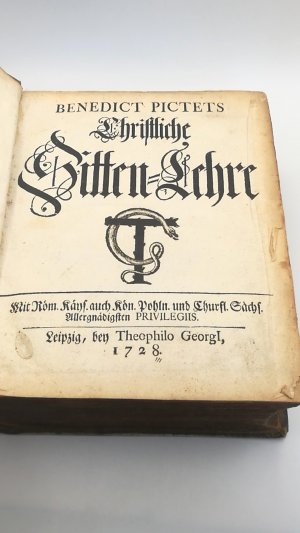 BENEDICT PICTETS
Christliche
Sitten=Lehre
T
Mit Röm. Käys. auch Kön. Pohln. und Churfl. Sächs.
Allergnädigsten PRIVILEGIIS.
Leipzig, bey Theophilo GeorgI,
1728.